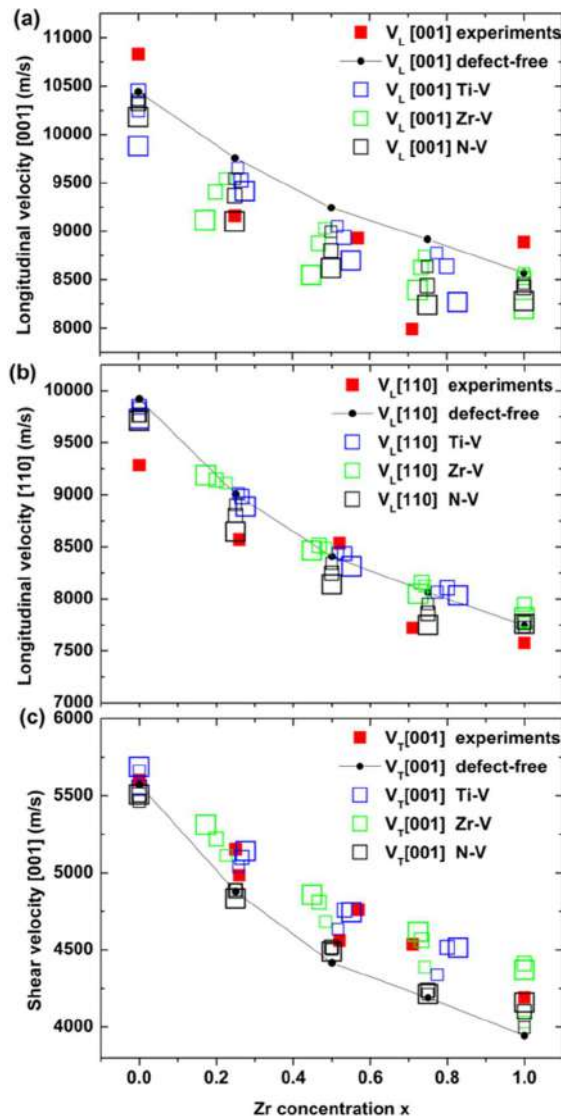 (a)
V_L [001] experiments
V_L [001] defect-free
V_L [001] Ti-V
V_L [001] Zr-V
V_L [001] N-V
11000
10500
10000
9500
9000
8500
8000
Longitudinal velocity [001] (m/s)
(b)
V_L[110] experiments
V_L[110] defect-free
V_L[110] Ti-V
V_L[110] Zr-V
V_L[110] N-V
10000
9500
9000
8500
8000
7500
7000
Longitudinal velocity [110] (m/s)
(c)
V_T[001] experiments
V_T[001] defect-free
V_T[001] Ti-V
V_T[001] Zr-V
V_T[001] N-V
6000
5500
5000
4500
4000
Shear velocity [001] (m/s)
0.0 0.2 0.4 0.6 0.8 1.0
Zr concentration x